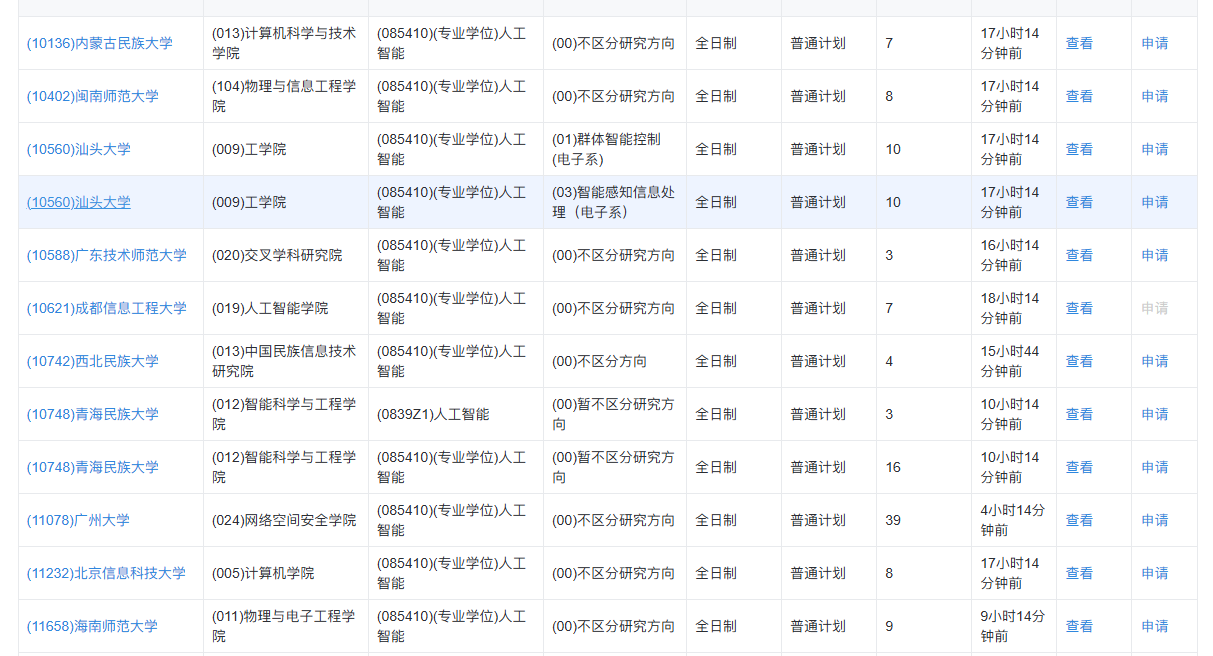 (10136)内蒙古民族大学 (013)计算机科学与技术学院 (085410)(专业学位)人工智能 (00)不区分研究方向 全日制 普通计划 7 17小时14分钟前 查看 申请
(10402)闽南师范大学 (104)物理与信息工程学院 (085410)(专业学位)人工智能 (00)不区分研究方向 全日制 普通计划 8 17小时14分钟前 查看 申请
(10560)汕头大学 (009)工学院 (085410)(专业学位)人工智能 (01)群体智能控制(电子系) 全日制 普通计划 10 17小时14分钟前 查看 申请
(10560)汕头大学 (009)工学院 (085410)(专业学位)人工智能 (03)智能感知信息处理（电子系） 全日制 普通计划 10 17小时14分钟前 查看 申请
(10588)广东技术师范大学 (020)交叉学科研究院 (085410)(专业学位)人工智能 (00)不区分研究方向 全日制 普通计划 3 16小时14分钟前 查看 申请
(10621)成都信息工程大学 (019)人工智能学院 (085410)(专业学位)人工智能 (00)不区分研究方向 全日制 普通计划 7 18小时14分钟前 查看 申请
(10742)西北民族大学 (013)中国民族信息技术研究院 (085410)(专业学位)人工智能 (00)不区分方向 全日制 普通计划 4 15小时44分钟前 查看 申请
(10748)青海民族大学 (012)智能科学与工程学院 (0839Z1)人工智能 (00)暂不区分研究方向 全日制 普通计划 3 10小时14分钟前 查看 申请
(10748)青海民族大学 (012)智能科学与工程学院 (085410)(专业学位)人工智能 (00)暂不区分研究方向 全日制 普通计划 16 10小时14分钟前 查看 申请
(11078)广州大学 (024)网络空间安全学院 (085410)(专业学位)人工智能 (00)不区分研究方向 全日制 普通计划 39 4小时14分钟前 查看 申请
(11232)北京信息科技大学 (005)计算机学院 (085410)(专业学位)人工智能 (00)不区分研究方向 全日制 普通计划 8 17小时14分钟前 查看 申请
(11658)海南师范大学 (011)物理与电子工程学院 (085410)(专业学位)人工智能 (00)不区分研究方向 全日制 普通计划 9 9小时14分钟前 查看 申请